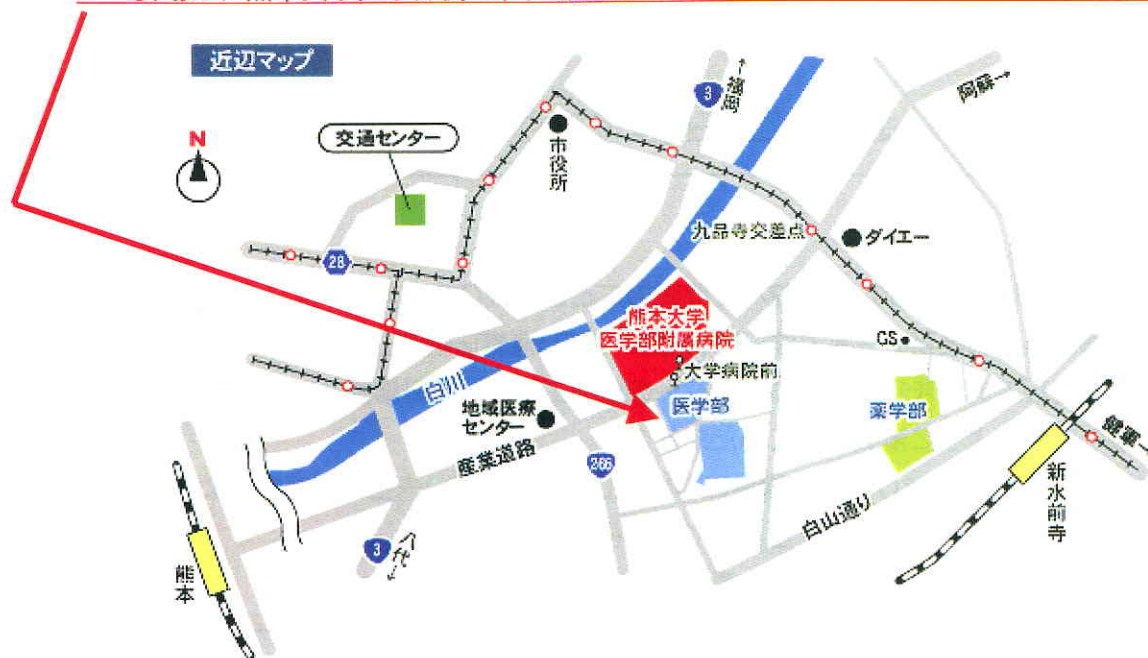 近辺マップ
N
交通センター
市役所
3
←福岡
阿蘇→
九品寺交差点
ダイエー
28
熊本大学
医学部附属病院
GS
大学病院前
白川
医学部
薬学部
地域医療
センター
健軍→
産業道路
266
新水前寺
白山通り
3
八代→
熊本